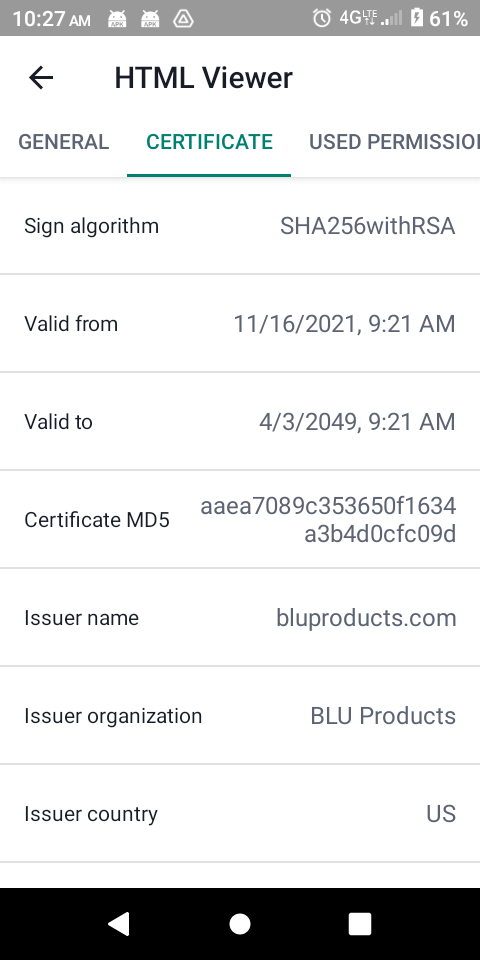 10:27 AM APK APK 4G LTE 61%
HTML Viewer
GENERAL CERTIFICATE USED PERMISSIO
Sign algorithm SHA256withRSA
Valid from 11/16/2021, 9:21 AM
Valid to 4/3/2049, 9:21 AM
Certificate MD5 aaea7089c353650f1634
a3b4d0cfc09d
Issuer name bluproducts.com
Issuer organization BLU Products
Issuer country US